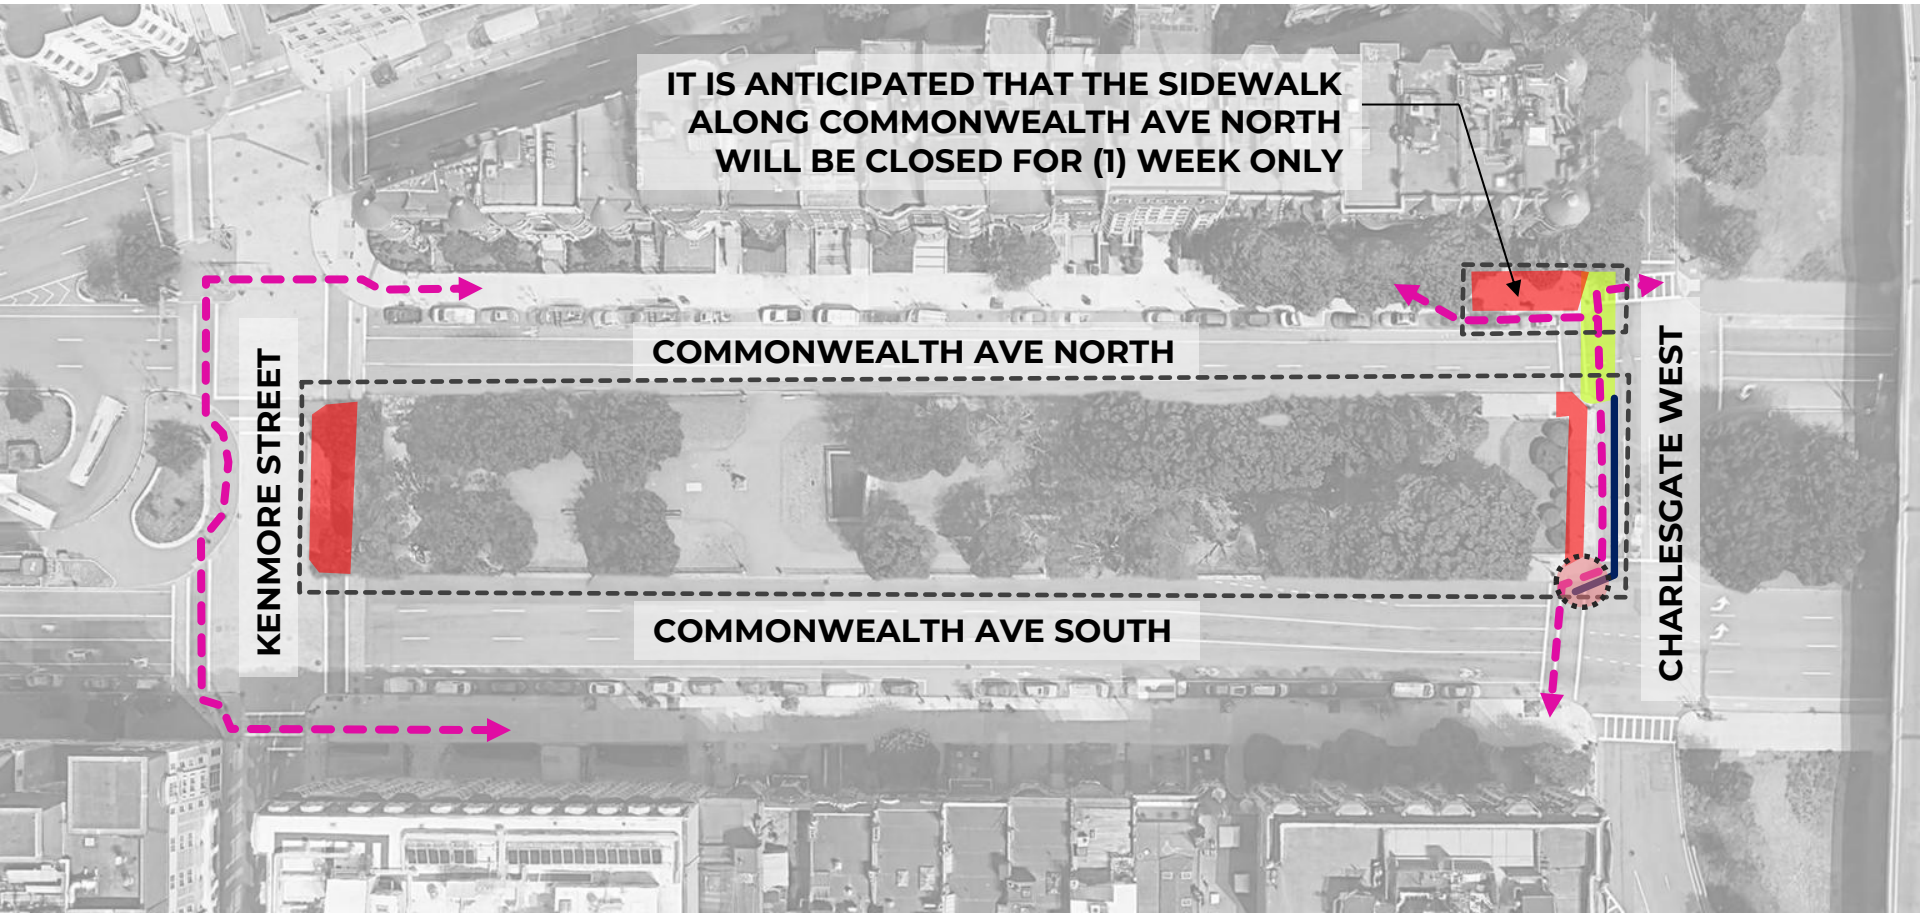 IT IS ANTICIPATED THAT THE SIDEWALK
ALONG COMMONWEALTH AVE NORTH
WILL BE CLOSED FOR (1) WEEK ONLY
COMMONWEALTH AVE NORTH
KENMORE STREET
CHARLESGATE WEST
COMMONWEALTH AVE SOUTH